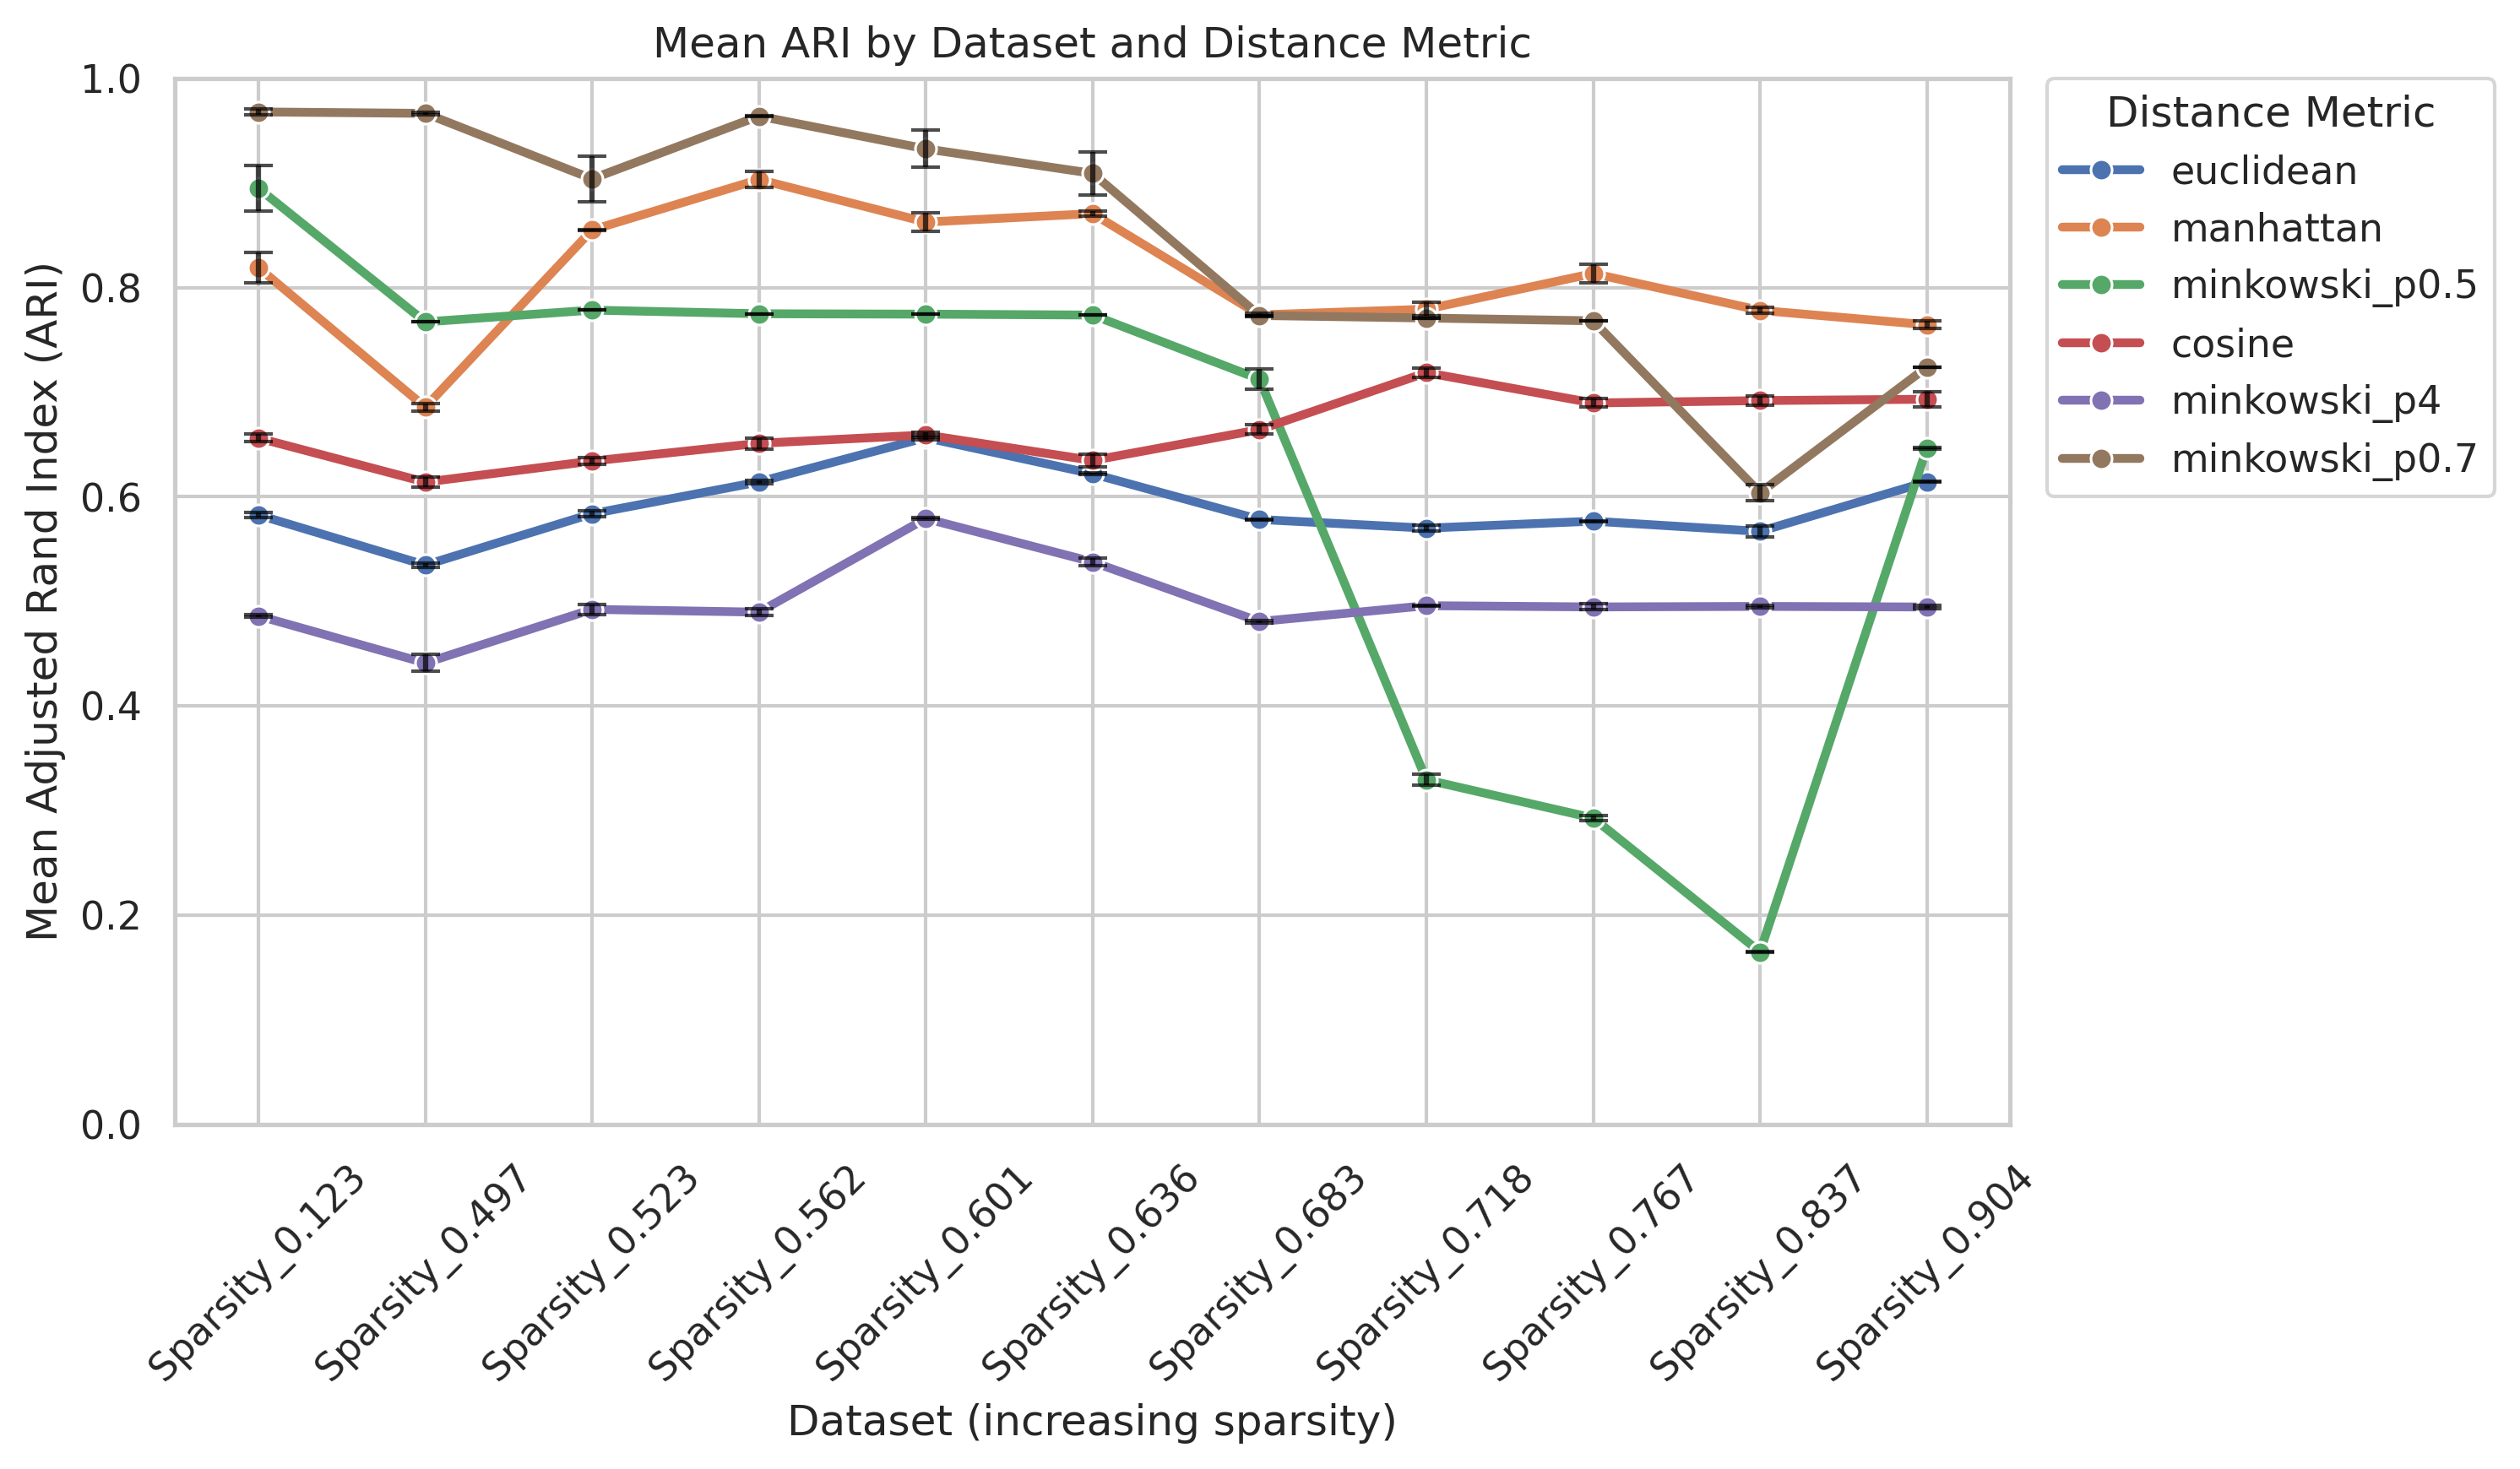 Mean ARI by Dataset and Distance Metric
Mean Adjusted Rand Index (ARI)
1.0
0.8
0.6
0.4
0.2
0.0
Sparsity_0.123
Sparsity_0.497
Sparsity_0.523
Sparsity_0.562
Sparsity_0.601
Sparsity_0.636
Sparsity_0.683
Sparsity_0.718
Sparsity_0.767
Sparsity_0.837
Sparsity_0.904
Dataset (increasing sparsity)
Distance Metric
euclidean
manhattan
minkowski_p0.5
cosine
minkowski_p4
minkowski_p0.7